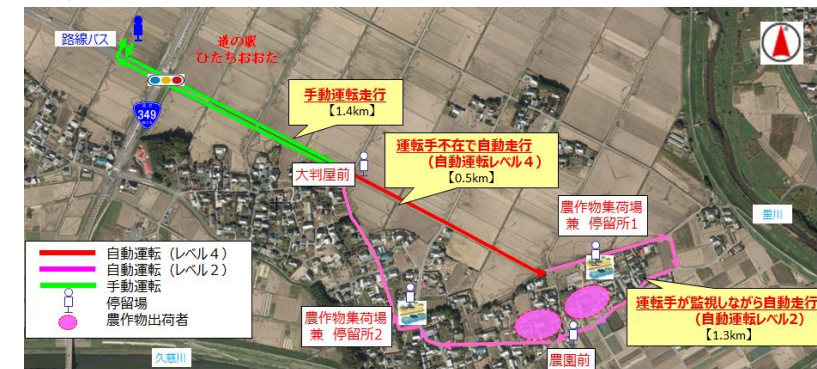 路線バス
道の駅
ひたちおおた
349
手動運転走行
【1.4km】
運転手不在で自動走行
(自動運転レベル4)
【0.5km】
大判屋前
農作物集荷場
兼 停留所1
里川
自動運転(レベル4)
自動運転(レベル2)
手動運転
停留場
農作物出荷者
農作物集荷場
兼 停留所2
運転手が監視しながら自動走行
(自動運転レベル2)
【1.3km】
農園前
久慈川